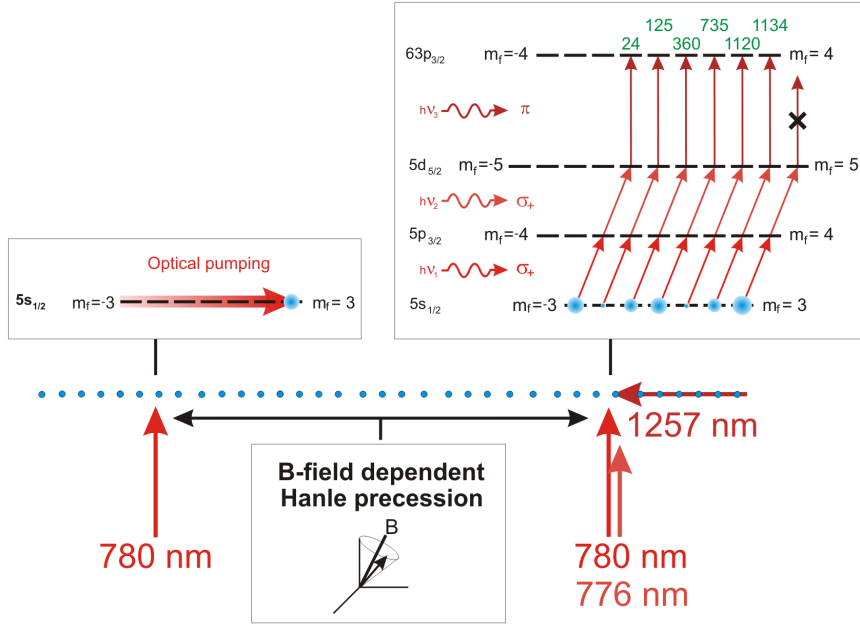 125 735 1134
24 360 1120
63p3/2 mf=-4 mf= 4
hν3 π
5d5/2 mf=-5 mf= 5
hν2 σ+
5p3/2 mf=-4 mf= 4
hν1 σ+
5s1/2 mf=-3 mf= 3
Optical pumping
5s1/2 mf=-3 mf= 3
1257 nm
B-field dependent
Hanle precession
B
780 nm
780 nm
776 nm